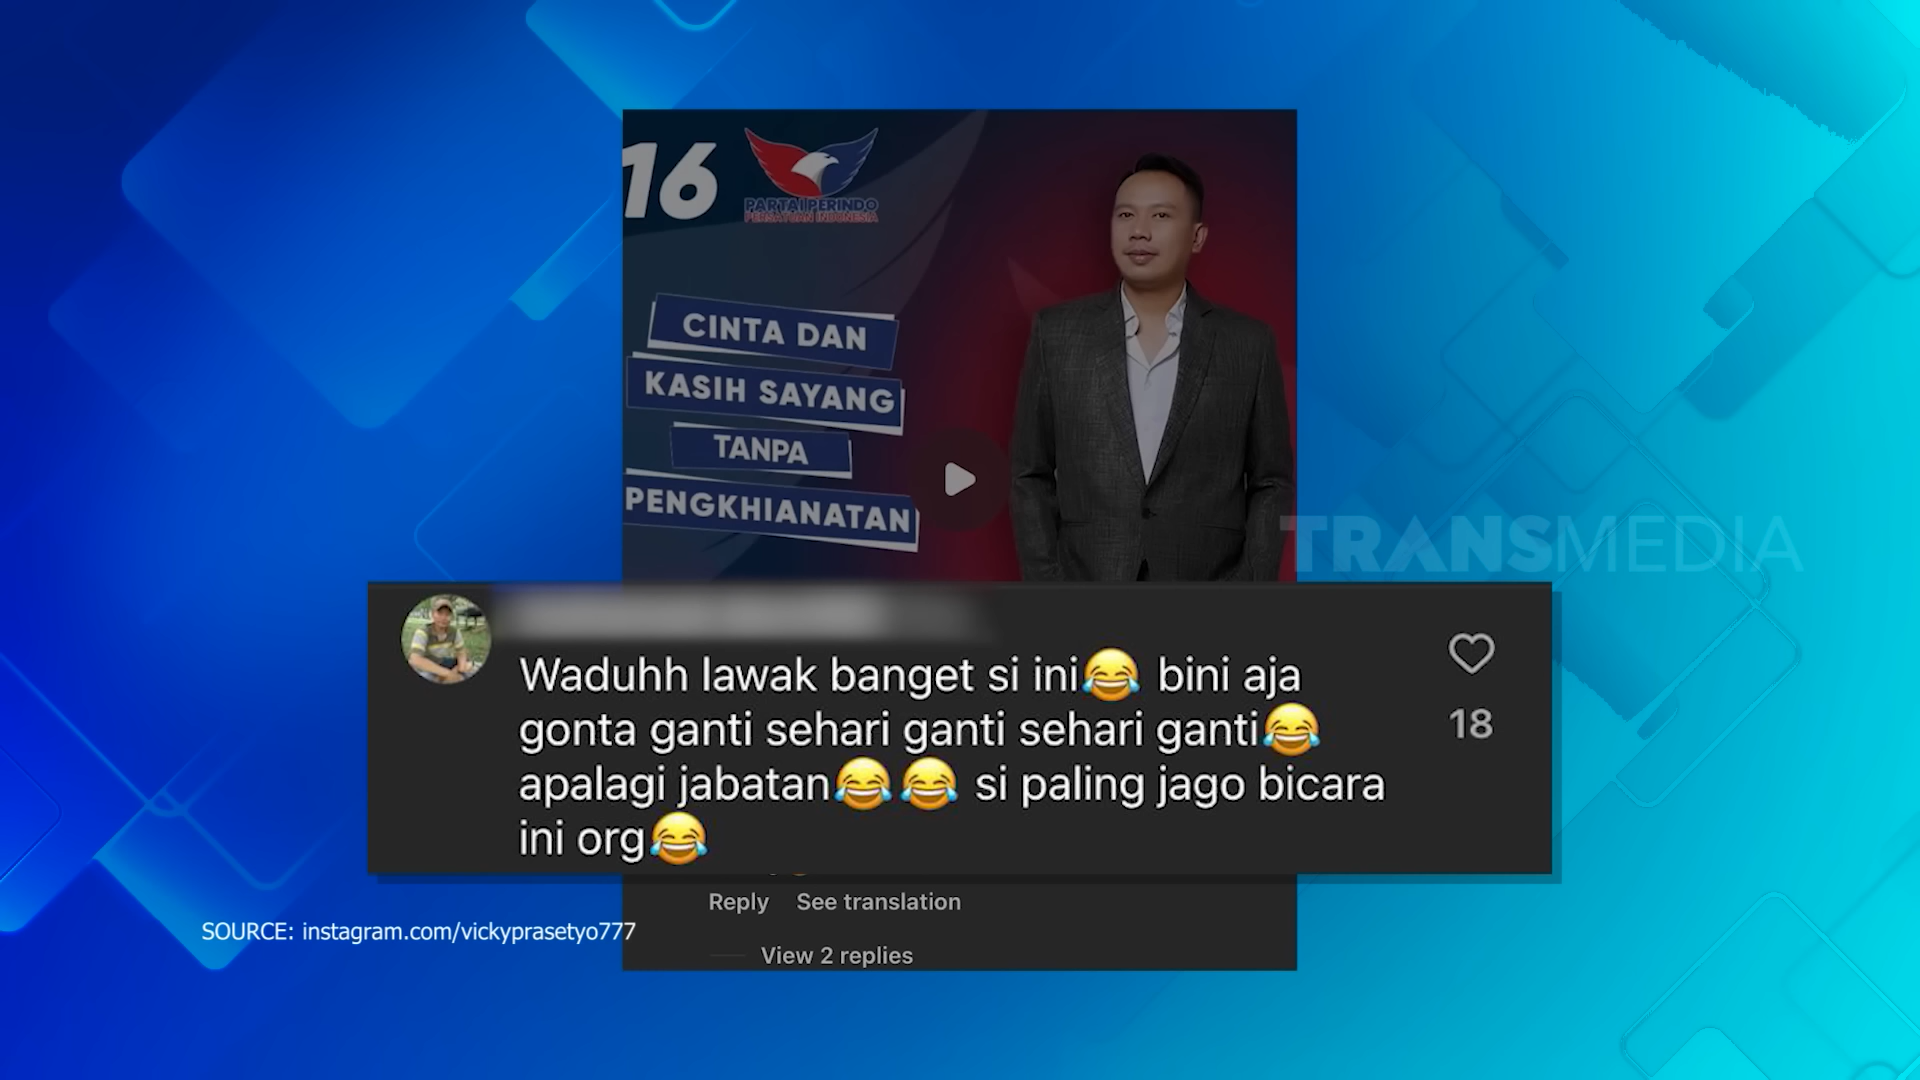 16
PARTAI PERINDO
PERSATUAN INDONESIA
CINTA DAN
KASIH SAYANG
TANPA
PENGKHIANATAN
TRANSMEDIA
Waduhh lawak banget si ini😂 bini aja
gonta ganti sehari ganti sehari ganti😂
apalagi jabatan😂😂 si paling jago bicara
ini org😂
18
Reply See translation
SOURCE: instagram.com/vickyprasetyo777
View 2 replies